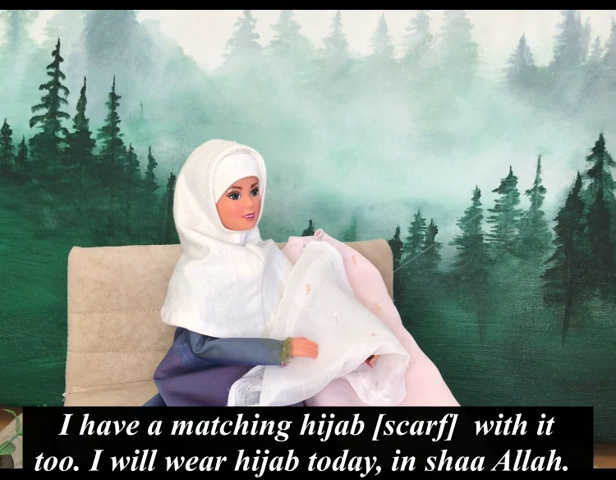 I have a matching hijab [scarf] with it
too. I will wear hijab today, in shaa Allah.